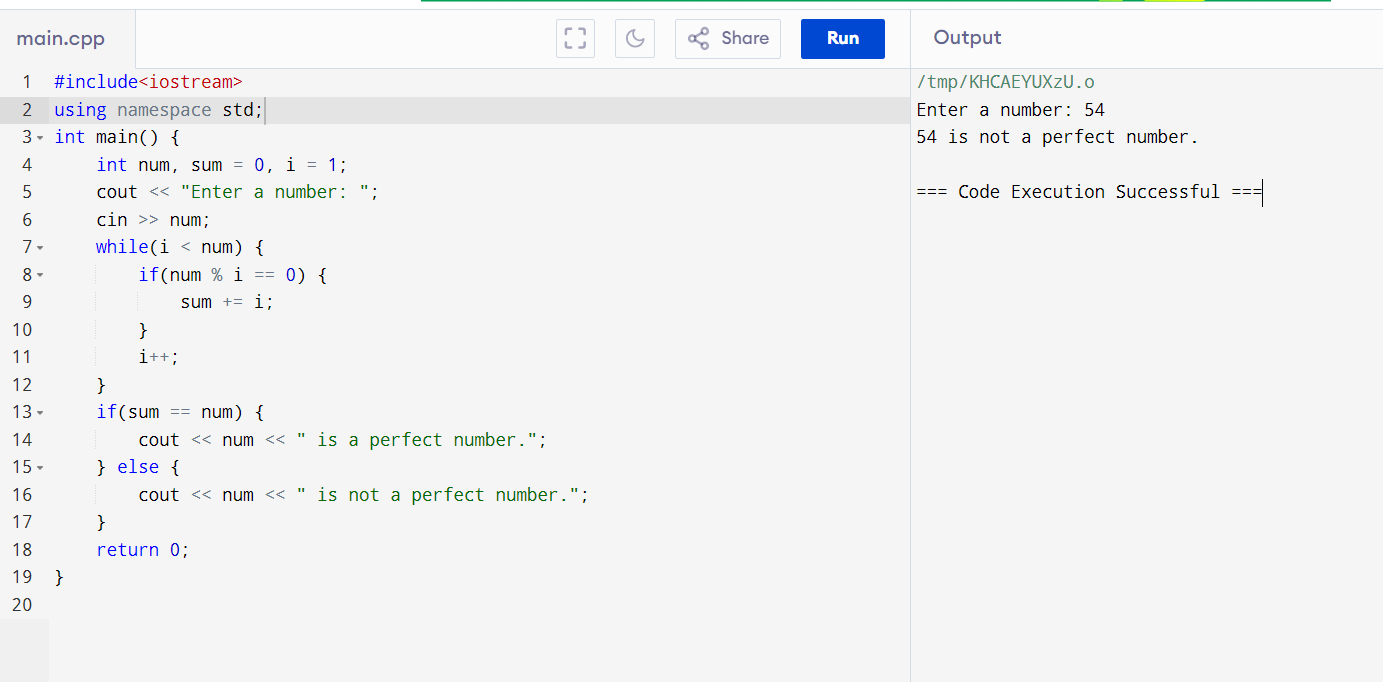 main.cpp
Share
Run
Output
1 #include<iostream>
2 using namespace std;
3 int main() {
4     int num, sum = 0, i = 1;
5     cout << "Enter a number: ";
6     cin >> num;
7     while(i < num) {
8         if(num % i == 0) {
9             sum += i;
10         }
11         i++;
12     }
13     if(sum == num) {
14         cout << num << " is a perfect number.";
15     } else {
16         cout << num << " is not a perfect number.";
17     }
18     return 0;
19 }
20
/tmp/KHCAEYUXzU.o
Enter a number: 54
54 is not a perfect number.
=== Code Execution Successful ===